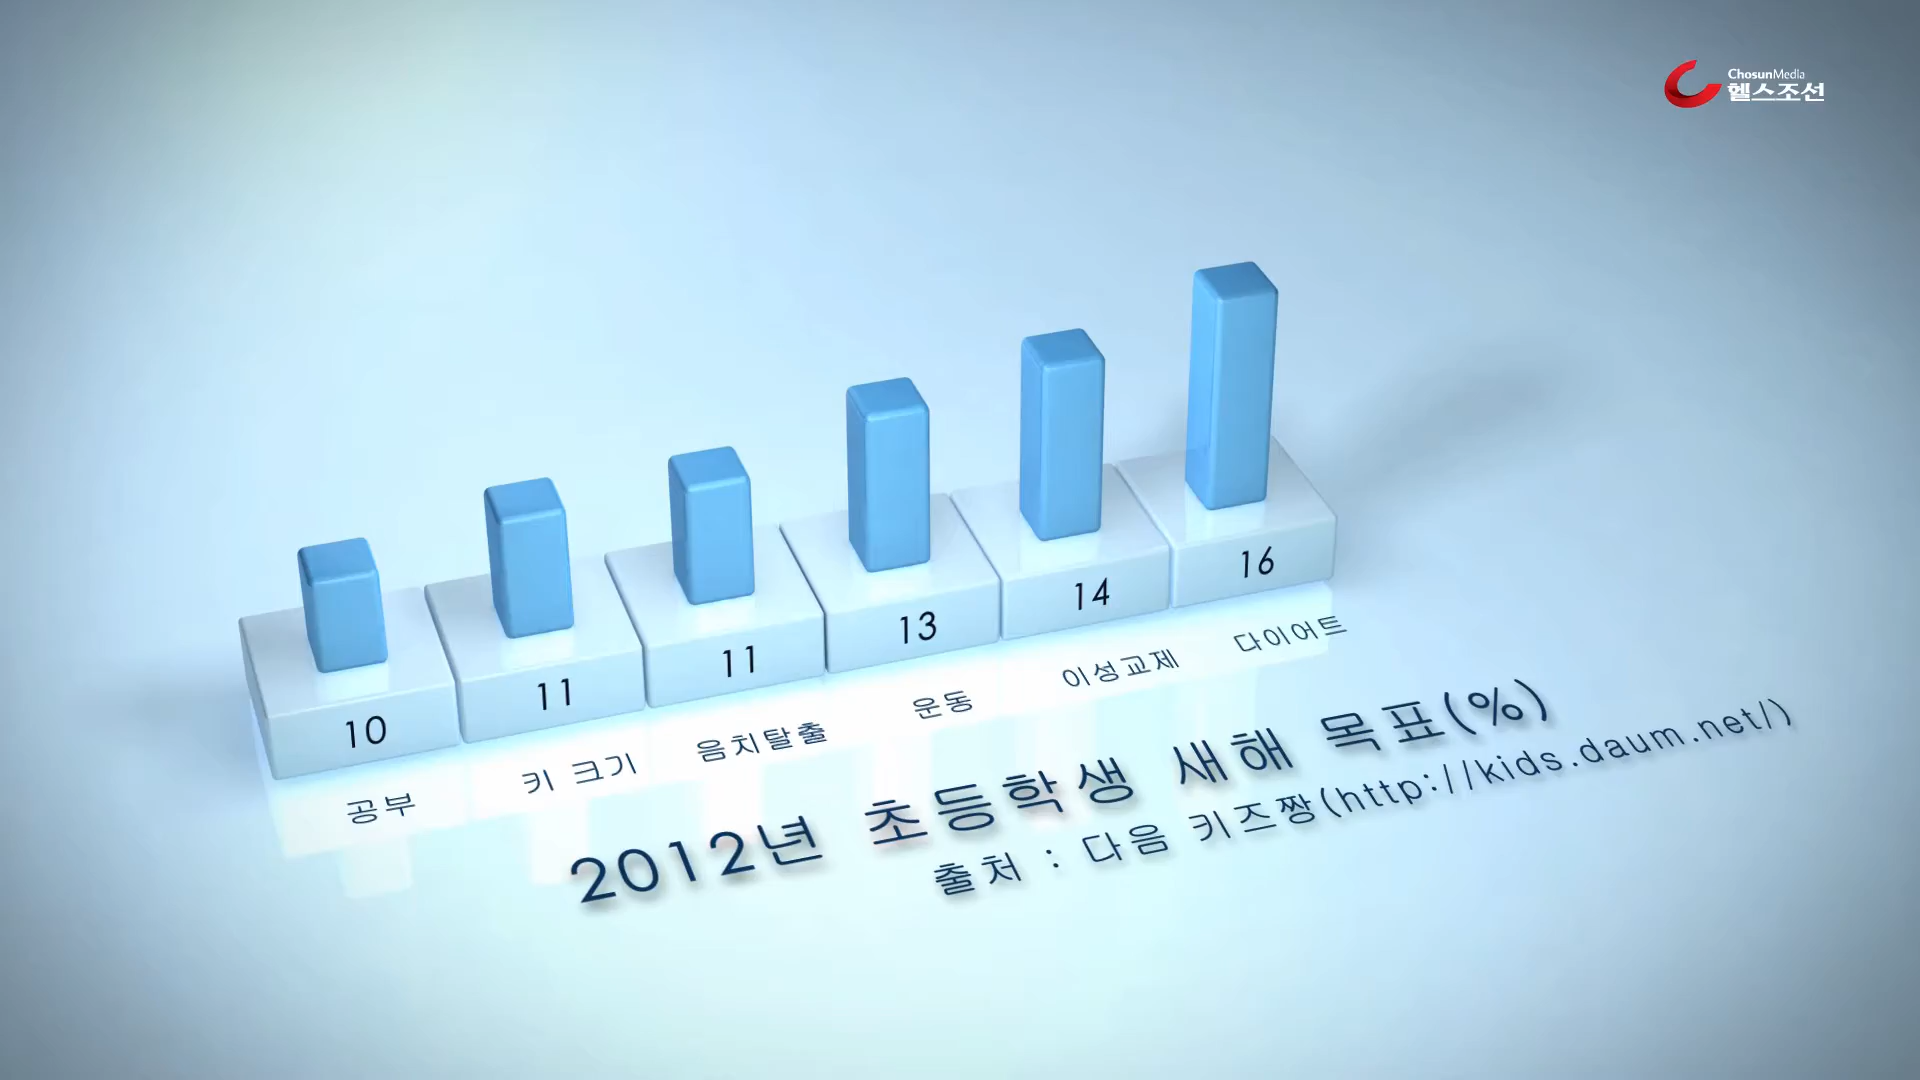 ChosunMedia
헬스조선
10 11 11 13 14 16
공부 키 크기 음치탈출 운동 이성교제 다이어트
2012년 초등학생 새해 목표(%)
출처 : 다음 키즈짱(http://kids.daum.net/)